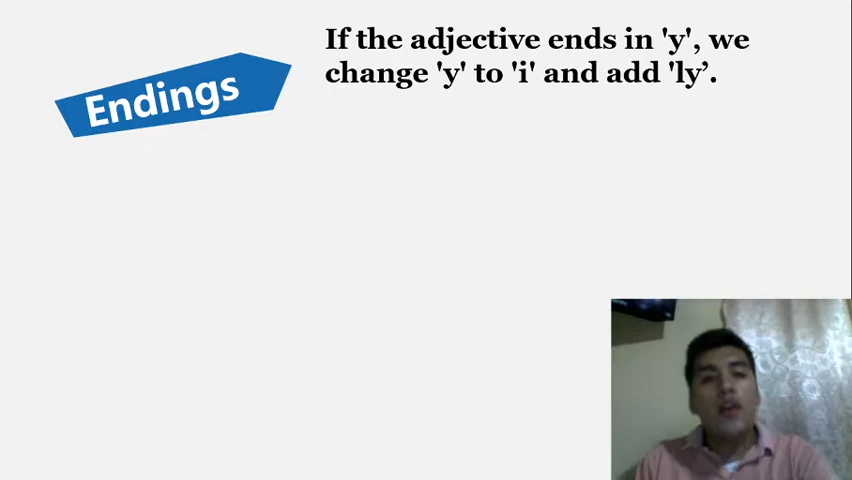 If the adjective ends in 'y', we
change 'y' to 'i' and add 'ly’.
Endings